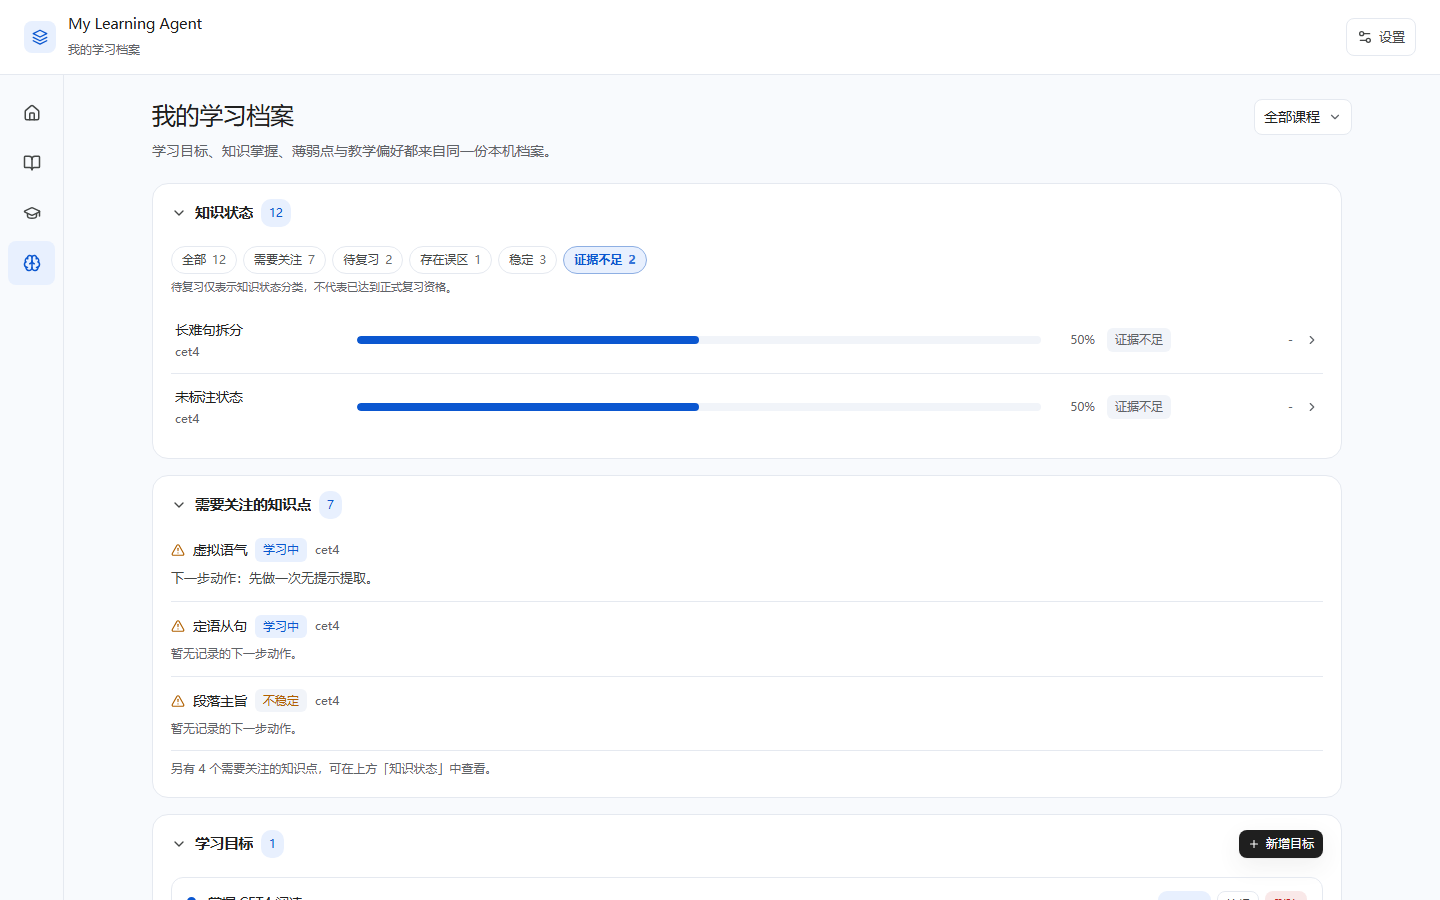 My Learning Agent
我的学习档案
设置
我的学习档案
全部课程
学习目标、知识掌握、薄弱点与教学偏好都来自同一份本机档案。
知识状态 12
全部 12 需要关注 7 待复习 2 存在误区 1 稳定 3 证据不足 2
待复习仅表示知识状态分类，不代表已达到正式复习资格。
长难句拆分
cet4
50% 证据不足 -
未标注状态
cet4
50% 证据不足 -
需要关注的知识点 7
虚拟语气 学习中 cet4
下一步动作：先做一次无提示提取。
定语从句 学习中 cet4
暂无记录的下一步动作。
段落主旨 不稳定 cet4
暂无记录的下一步动作。
另有 4 个需要关注的知识点，可在上方「知识状态」中查看。
学习目标 1
+ 新增目标